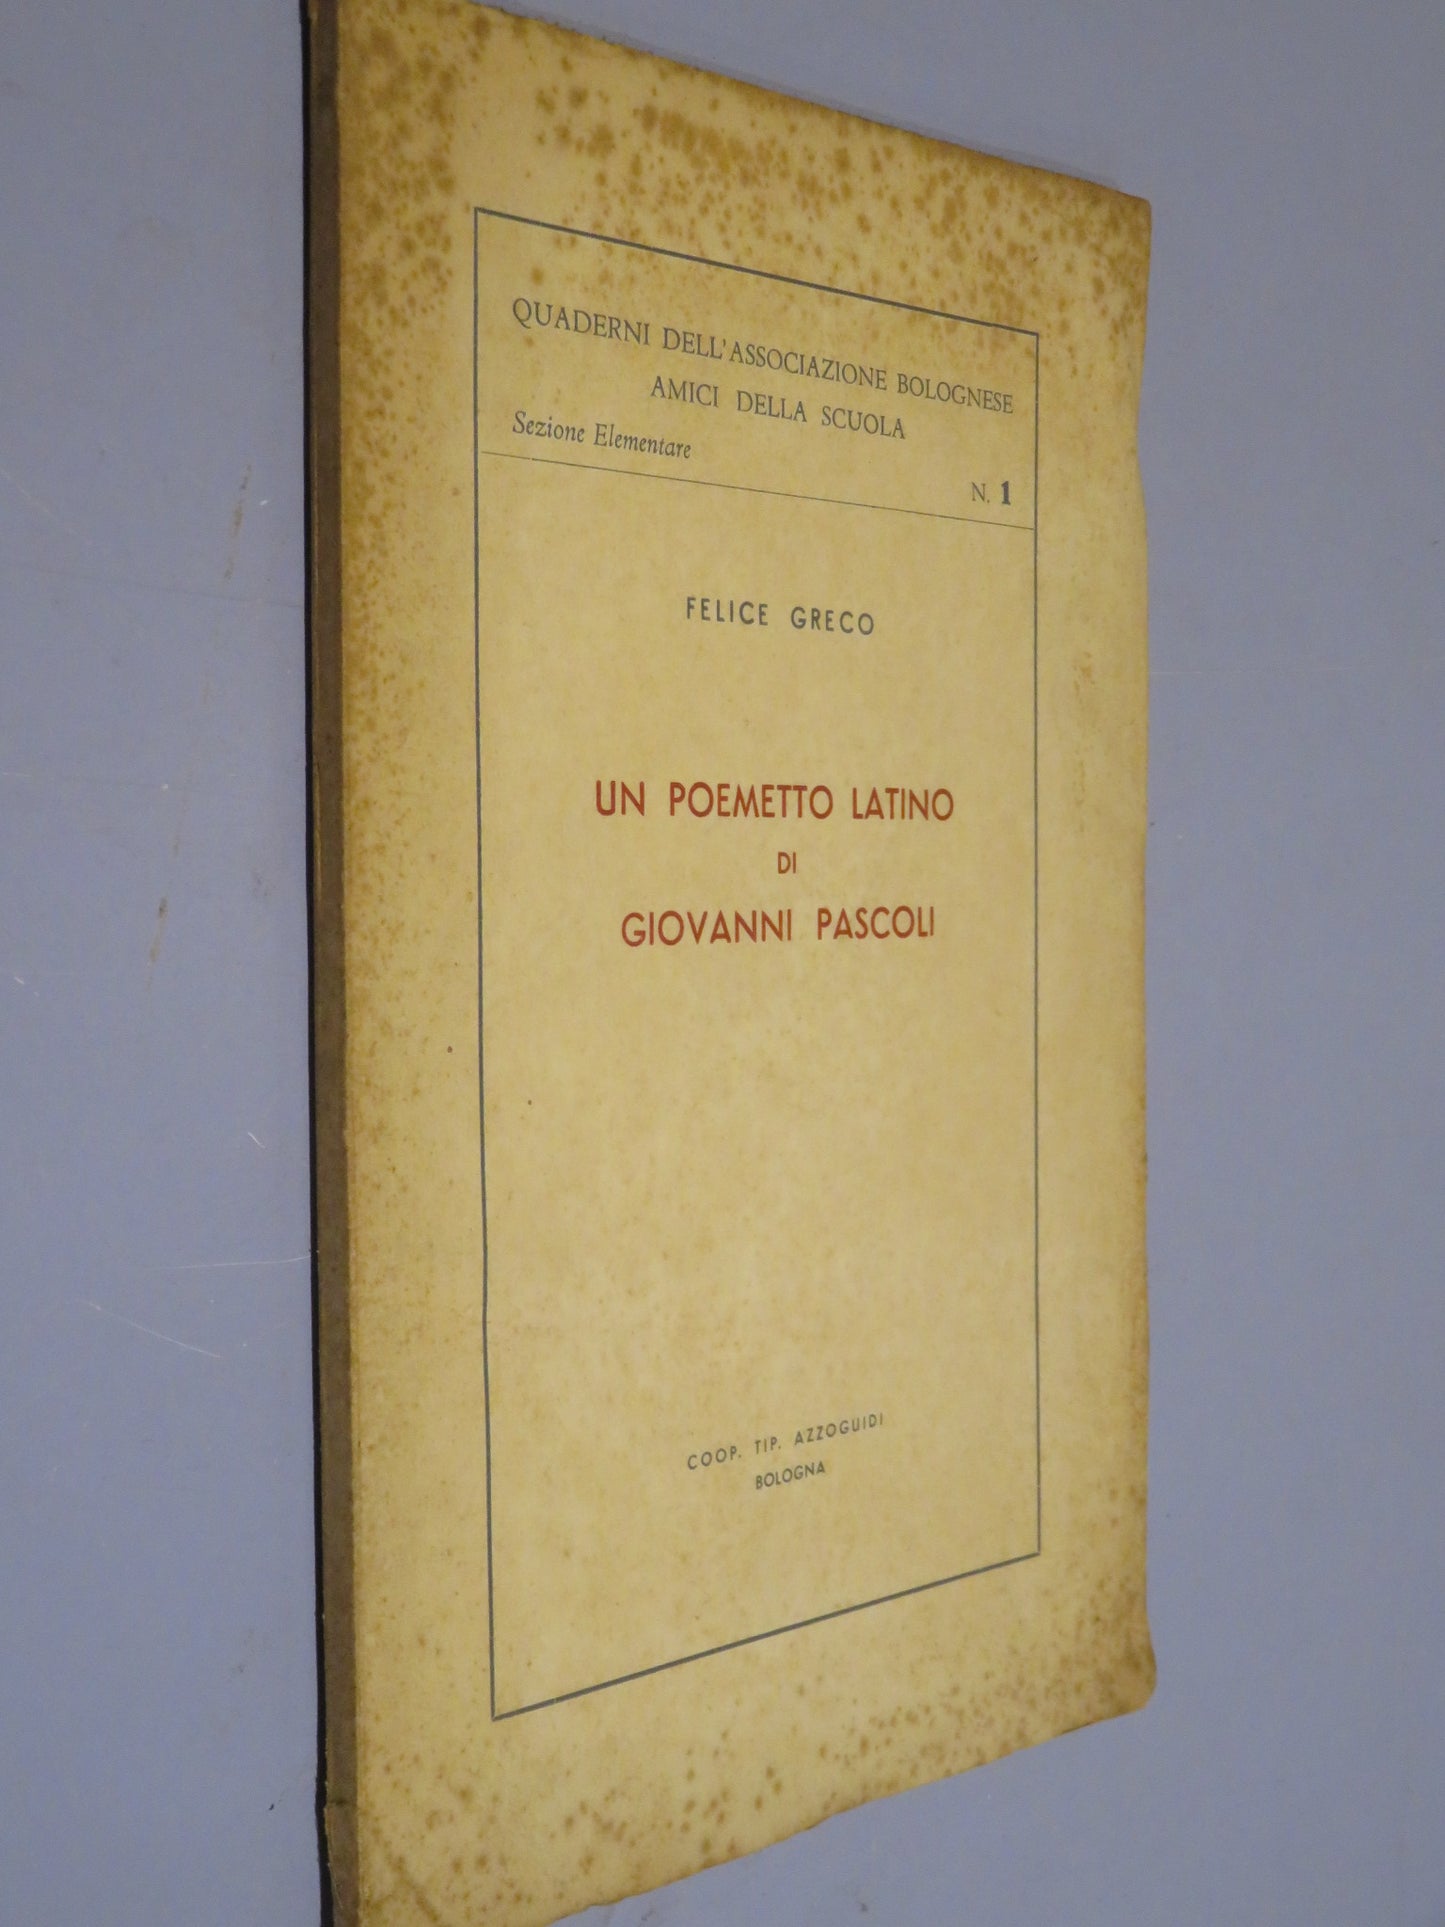 QUADERNI DELL'ASSOCIAZIONE BOLOGNESE
AMICI DELLA SCUOLA
Sezione Elementare
N. 1
FELICE GRECO
UN POEMETTO LATINO
DI
GIOVANNI PASCOLI
COOP. TIP. AZZOGUIDI
BOLOGNA